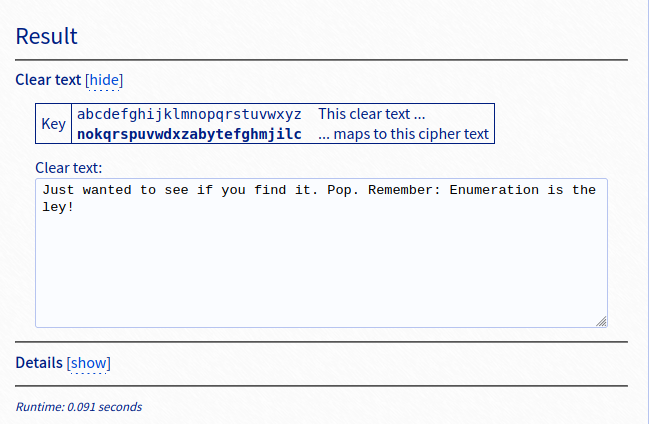 Result
Clear text [hide]
Key abcdefghijklmnopqrstuvwxyz This clear text ...
nokqrspuvwdxzabytefghmjilc ... maps to this cipher text
Clear text:
Just wanted to see if you find it. Pop. Remember: Enumeration is the
ley!
Details [show]
Runtime: 0.091 seconds